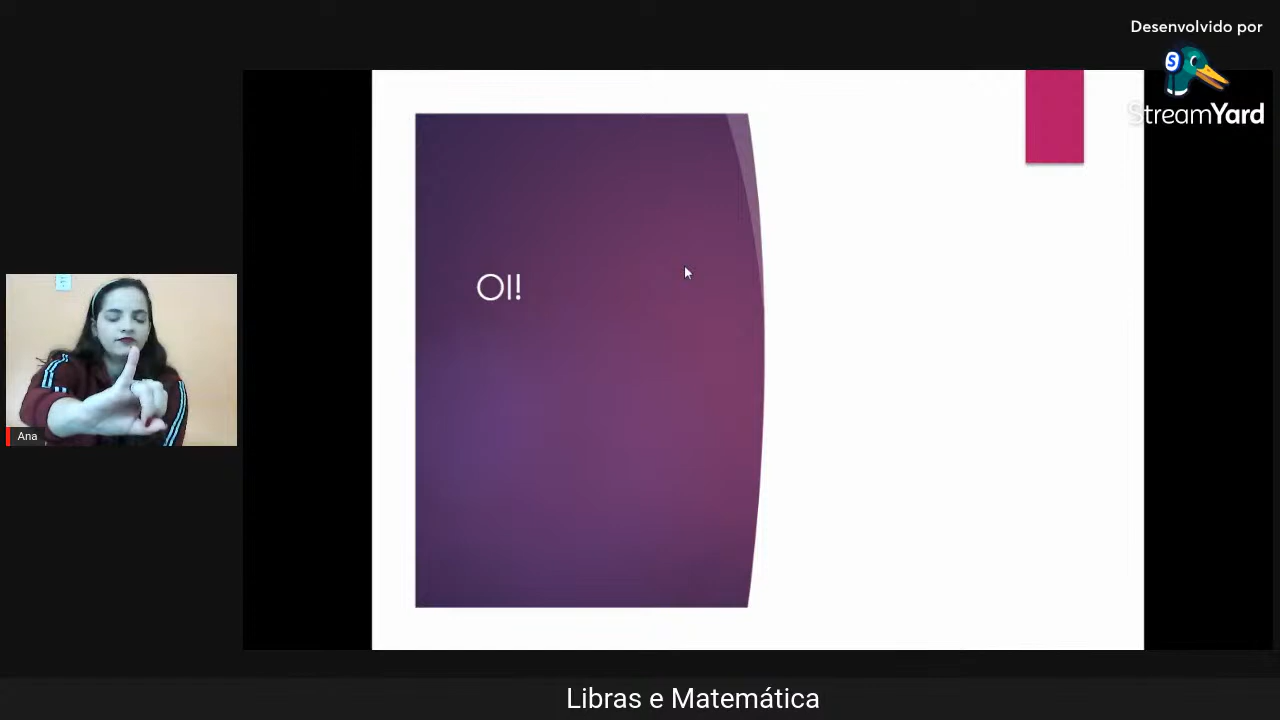 Desenvolvido por
S
StreamYard
OI!
Ana
Libras e Matemática